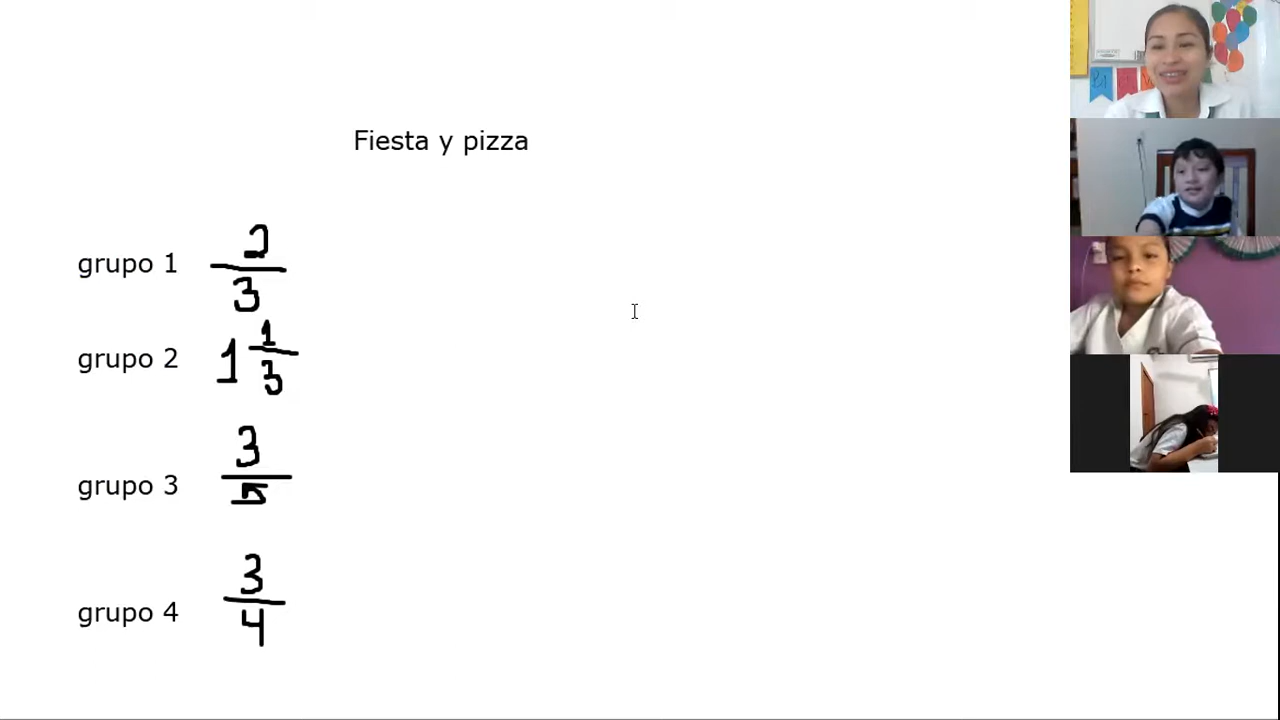 Fiesta y pizza
grupo 1 2/3
grupo 2 1 1/3
grupo 3 3/5
grupo 4 3/4